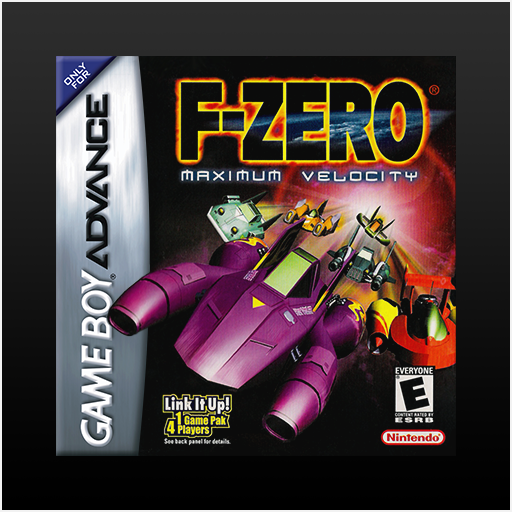 ONLY
FOR
GAME BOY ADVANCE
F-ZERO®
MAXIMUM VELOCITY
Link It Up!
1 Game Pak
4 Players
See back panel for details.
EVERYONE
E
CONTENT RATED BY
ESRB
Nintendo